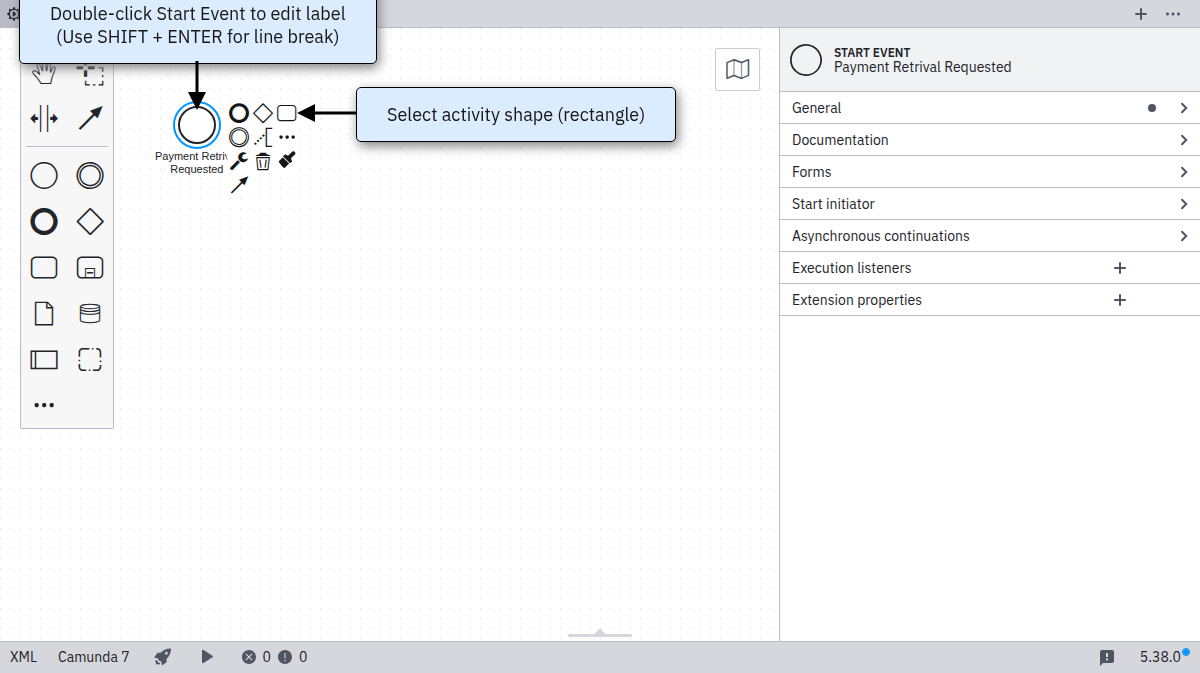 Double-click Start Event to edit label
(Use SHIFT + ENTER for line break)
START EVENT
Payment Retrival Requested
Select activity shape (rectangle)
Payment Retriv
Requested
General
Documentation
Forms
Start initiator
Asynchronous continuations
Execution listeners
Extension properties
XML Camunda 7 0 0 5.38.0